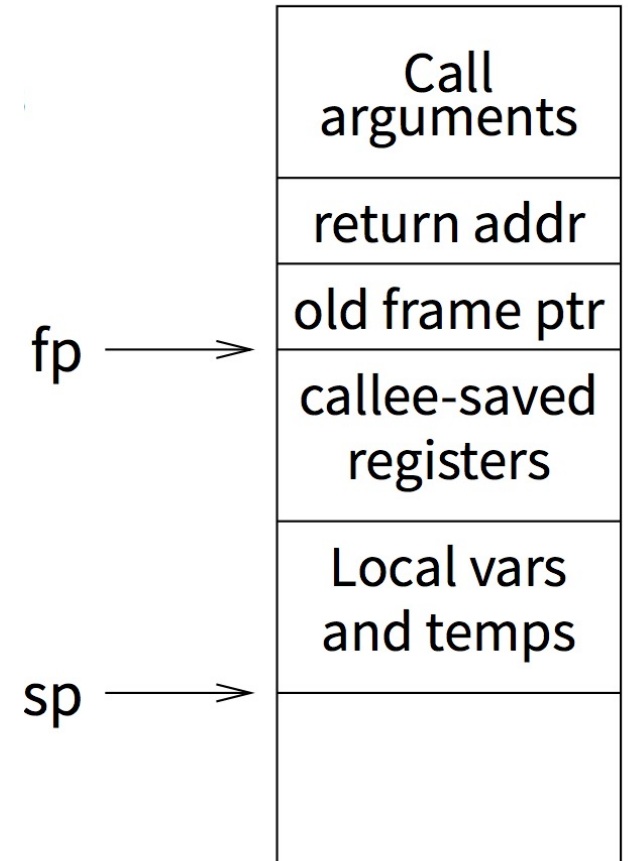 Call
arguments
return addr
old frame ptr
fp
callee-saved
registers
Local vars
and temps
sp